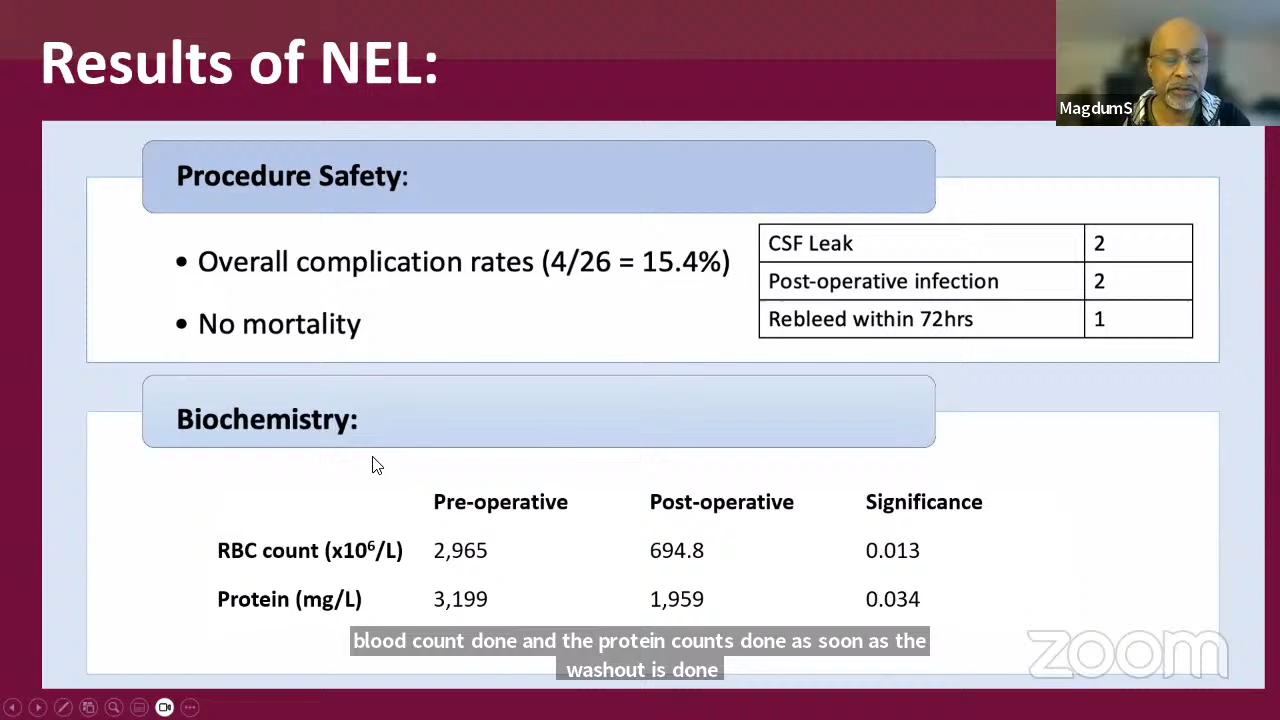 Results of NEL:
MagdumS
Procedure Safety:
• Overall complication rates (4/26 = 15.4%)
• No mortality
CSF Leak 2
Post-operative infection 2
Rebleed within 72hrs 1
Biochemistry:
Pre-operative Post-operative Significance
RBC count (x10⁶/L) 2,965 694.8 0.013
Protein (mg/L) 3,199 1,959 0.034
blood count done and the protein counts done as soon as the
washout is done
zoom